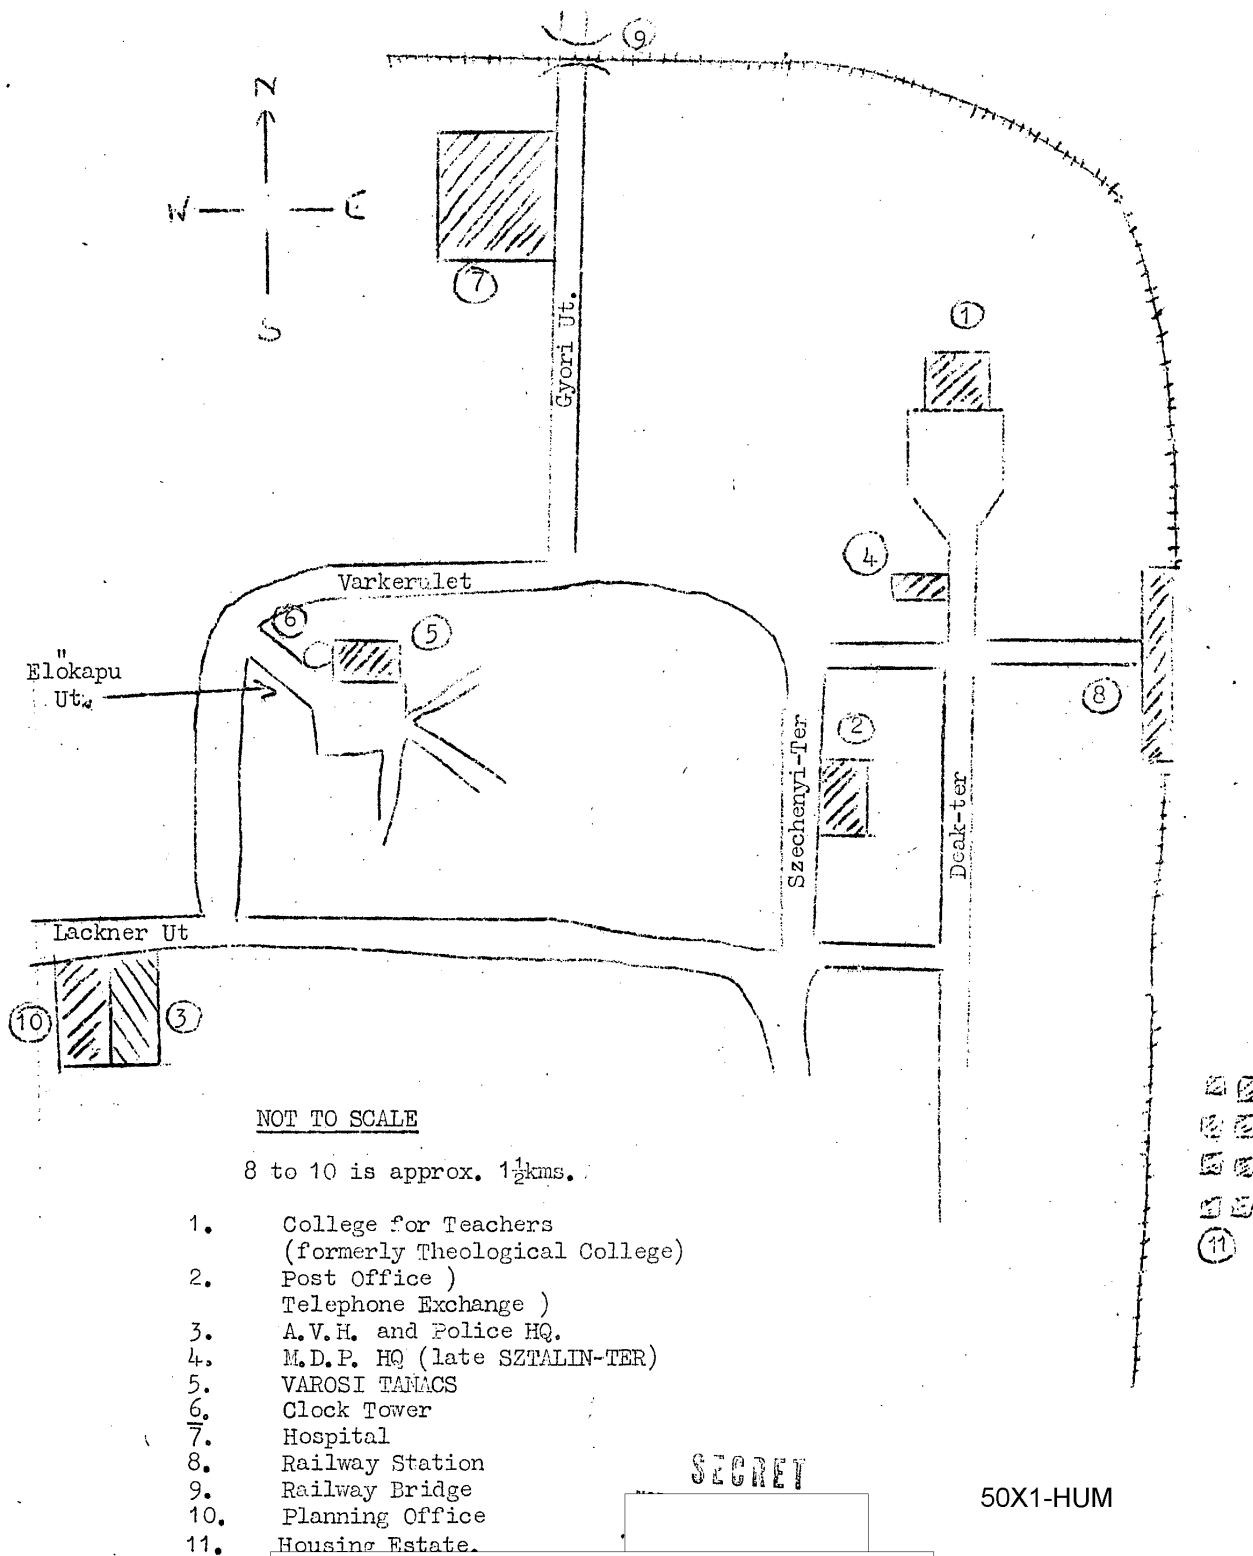 9
N
W E
S
7
1
Gyori Ut.
4
Varkerulet
6
5
Elökapu
Ut.
8
2
Szechenyi-Ter
Deak-ter
Lackner Ut
10
3
NOT TO SCALE
8 to 10 is approx. 1½kms.
11
1. College for Teachers
(formerly Theological College)
2. Post Office )
Telephone Exchange )
3. A.V.H. and Police HQ.
4. M.D.P. HQ (late SZTALIN-TER)
5. VAROSI TANACS
6. Clock Tower
7. Hospital
8. Railway Station
9. Railway Bridge
10. Planning Office
11. Housing Estate.
SECRET
50X1-HUM